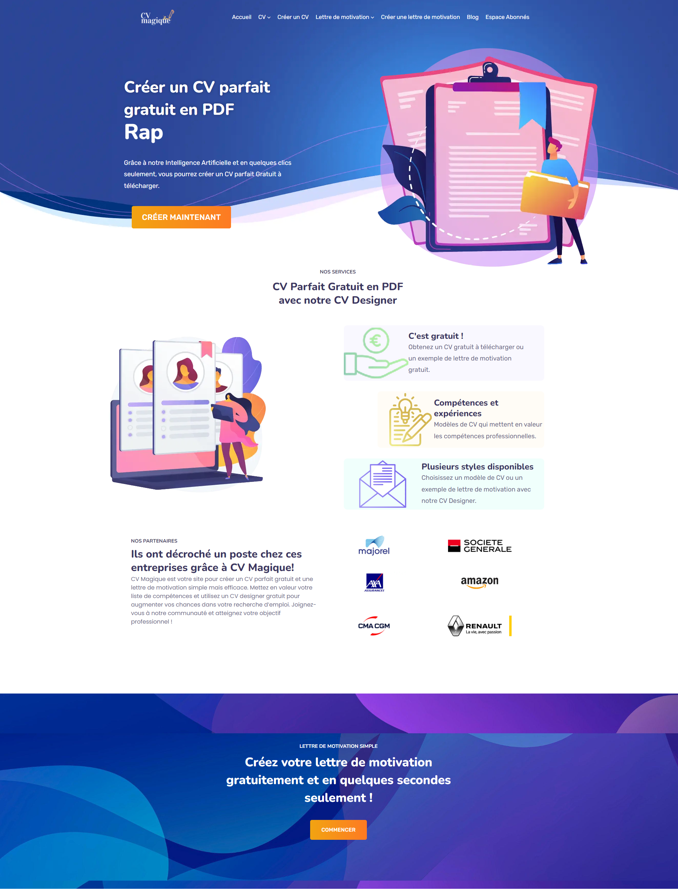 CV
magique
Accueil CV Créer un CV Lettre de motivation Créer une lettre de motivation Blog Espace Abonnés
Créer un CV parfait
gratuit en PDF
Rap
Grâce à notre Intelligence Artificielle et en quelques clics
seulement, vous pourrez créer un CV parfait Gratuit à
télécharger.
CRÉER MAINTENANT
NOS SERVICES
CV Parfait Gratuit en PDF
avec notre CV Designer
C'est gratuit !
Obtenez un CV gratuit à télécharger ou
un exemple de lettre de motivation
gratuit.
Compétences et
expériences
Modèles de CV qui mettent en valeur
les compétences professionnelles.
Plusieurs styles disponibles
Choisissez un modèle de CV ou un
exemple de lettre de motivation avec
notre CV Designer.
NOS PARTENAIRES
Ils ont décroché un poste chez ces
entreprises grâce à CV Magique!
CV Magique est votre site pour créer un CV parfait gratuit et une
lettre de motivation simple mais efficace. Mettez en valeur votre
liste de compétences et utilisez un CV designer gratuit pour
augmenter vos chances dans votre recherche d'emploi. Joignez-
vous à notre communauté et atteignez votre objectif
professionnel !
majorel
SOCIETE
GENERALE
AXA
ASSURANCES
amazon
CMA CGM
RENAULT
La vie, avec passion
LETTRE DE MOTIVATION SIMPLE
Créez votre lettre de motivation
gratuitement et en quelques secondes
seulement !
COMMENCER